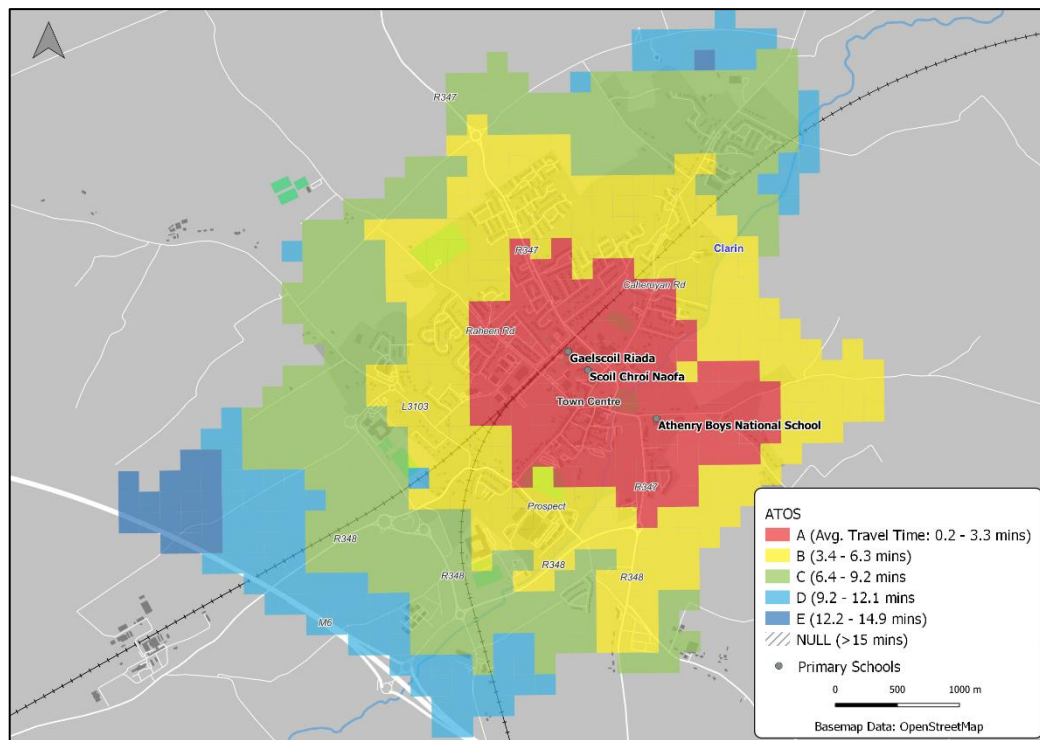 R347
Clarin
R347
Caheroyan Rd
Raheen Rd
Gaelscoil Riada
Scoil Chroi Naofa
Town Centre
L3103
Athenry Boys National School
R347
Prospect
R348
R348
R348
R348
M6
ATOS
A (Avg. Travel Time: 0.2 - 3.3 mins)
B (3.4 - 6.3 mins)
C (6.4 - 9.2 mins
D (9.2 - 12.1 mins
E (12.2 - 14.9 mins)
NULL (>15 mins)
Primary Schools
0 500 1000 m
Basemap Data: OpenStreetMap